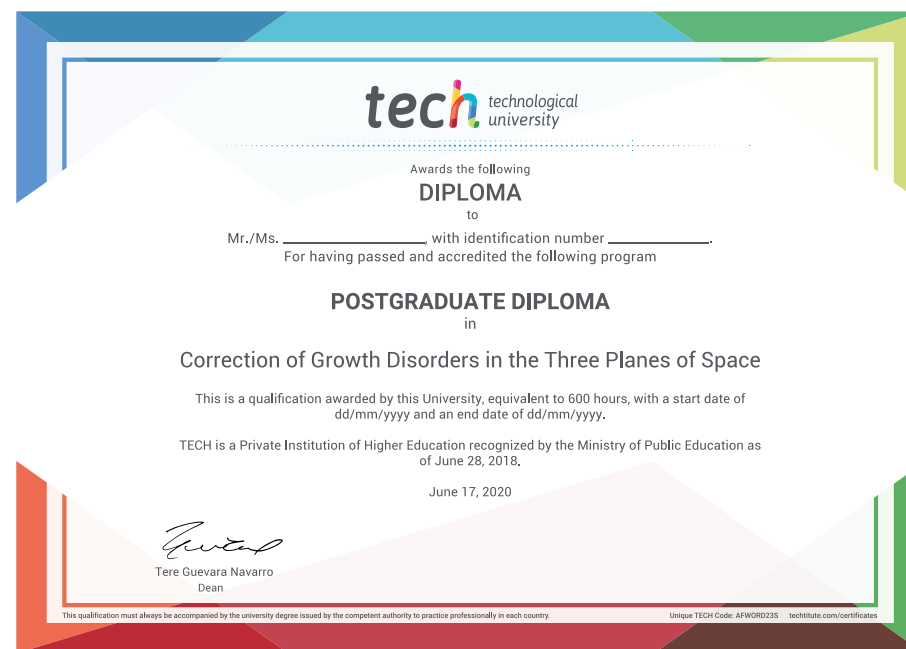 tech technological
university
Awards the following
DIPLOMA
to
Mr./Ms. ____________, with identification number ____________.
For having passed and accredited the following program
POSTGRADUATE DIPLOMA
in
Correction of Growth Disorders in the Three Planes of Space
This is a qualification awarded by this University, equivalent to 600 hours, with a start date of
dd/mm/yyyy and an end date of dd/mm/yyyy.
TECH is a Private Institution of Higher Education recognized by the Ministry of Public Education as
of June 28, 2018.
June 17, 2020
Tere Guevara Navarro
Dean
This qualification must always be accompanied by the university degree issued by the competent authority to practice professionally in each country. Unique TECH Code: AFWORD23S techtitute.com/certificates